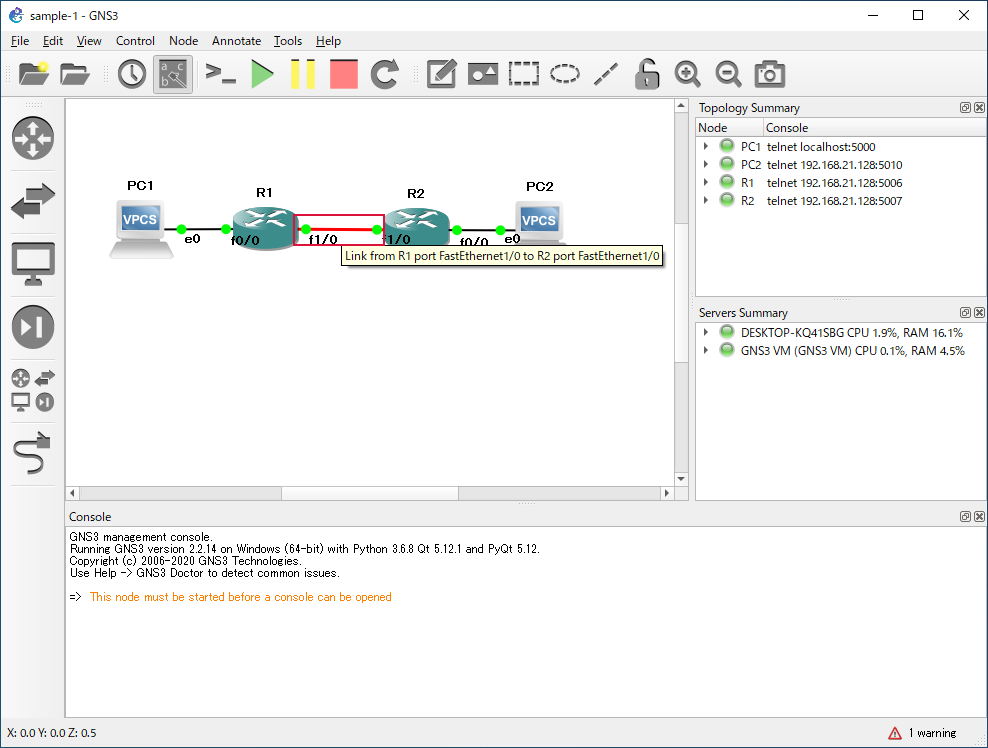 sample-1 - GNS3
File Edit View Control Node Annotate Tools Help
a b c
Topology Summary
Node Console
PC1 telnet localhost:5000
PC2 telnet 192.168.21.128:5010
R1 telnet 192.168.21.128:5006
R2 telnet 192.168.21.128:5007
PC1 R1 R2 PC2
VPCS VPCS
e0 f0/0 f1/0 f1/0 f0/0 e0
Link from R1 port FastEthernet1/0 to R2 port FastEthernet1/0
Servers Summary
DESKTOP-KQ41SBG CPU 1.9%, RAM 16.1%
GNS3 VM (GNS3 VM) CPU 0.1%, RAM 4.5%
Console
GNS3 management console.
Running GNS3 version 2.2.14 on Windows (64-bit) with Python 3.6.8 Qt 5.12.1 and PyQt 5.12.
Copyright (c) 2006-2020 GNS3 Technologies.
Use Help -> GNS3 Doctor to detect common issues.
=> This node must be started before a console can be opened
X: 0.0 Y: 0.0 Z: 0.5
1 warning